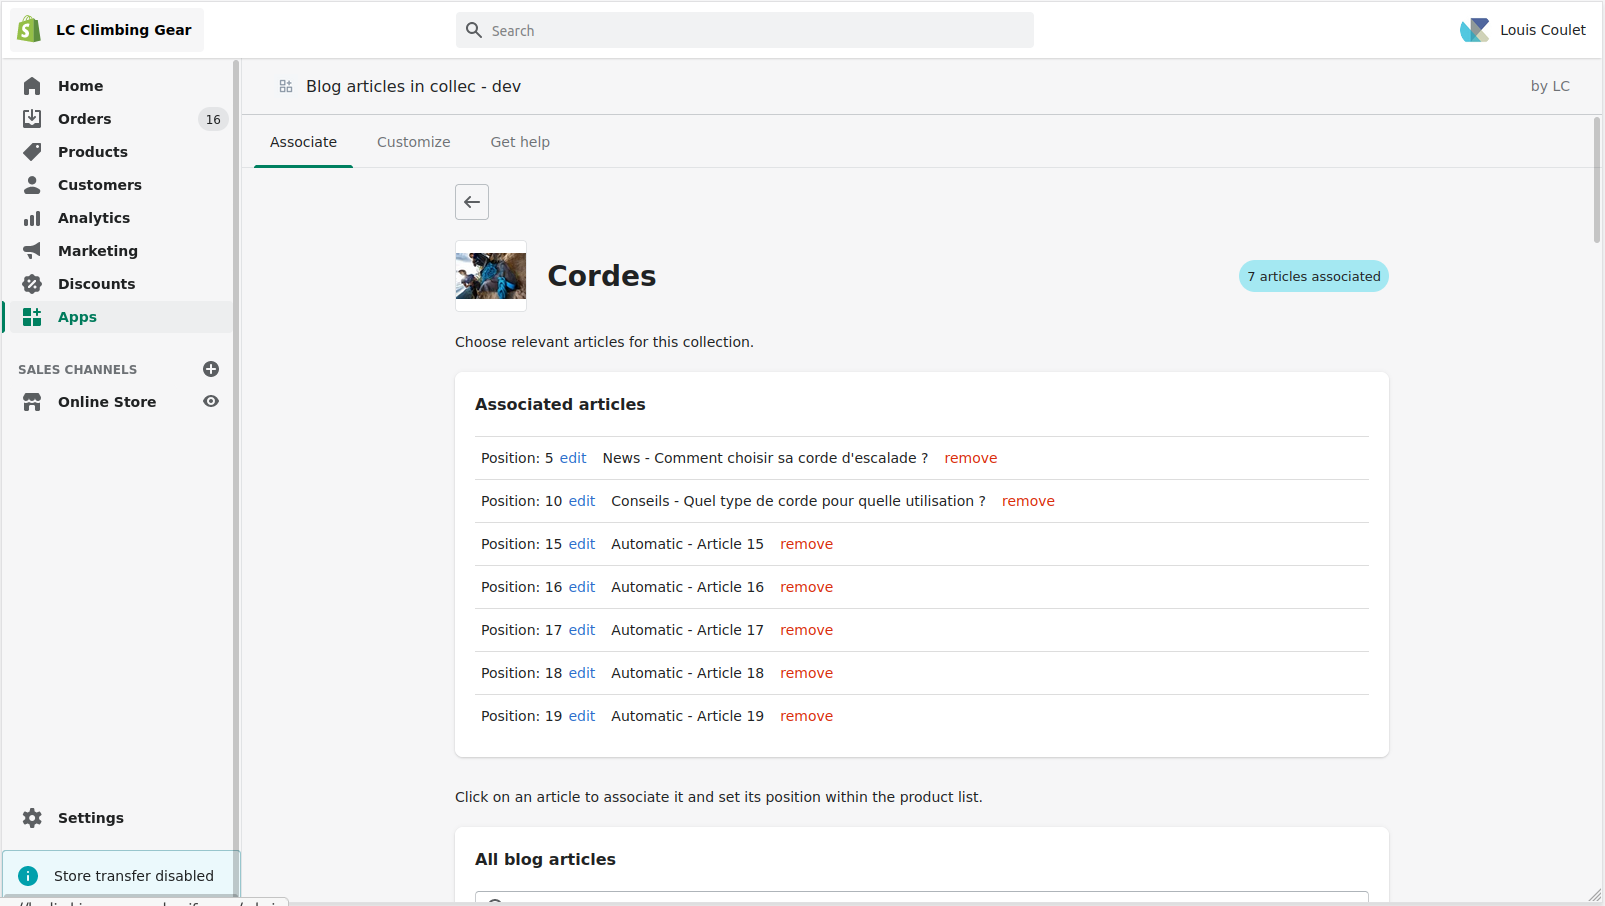 LC Climbing Gear
Search
Louis Coulet
Home
Orders 16
Products
Customers
Analytics
Marketing
Discounts
Apps
SALES CHANNELS
Online Store
Settings
Store transfer disabled
Blog articles in collec - dev
by LC
Associate Customize Get help
Cordes
7 articles associated
Choose relevant articles for this collection.
Associated articles
Position: 5 edit News - Comment choisir sa corde d'escalade ? remove
Position: 10 edit Conseils - Quel type de corde pour quelle utilisation ? remove
Position: 15 edit Automatic - Article 15 remove
Position: 16 edit Automatic - Article 16 remove
Position: 17 edit Automatic - Article 17 remove
Position: 18 edit Automatic - Article 18 remove
Position: 19 edit Automatic - Article 19 remove
Click on an article to associate it and set its position within the product list.
All blog articles